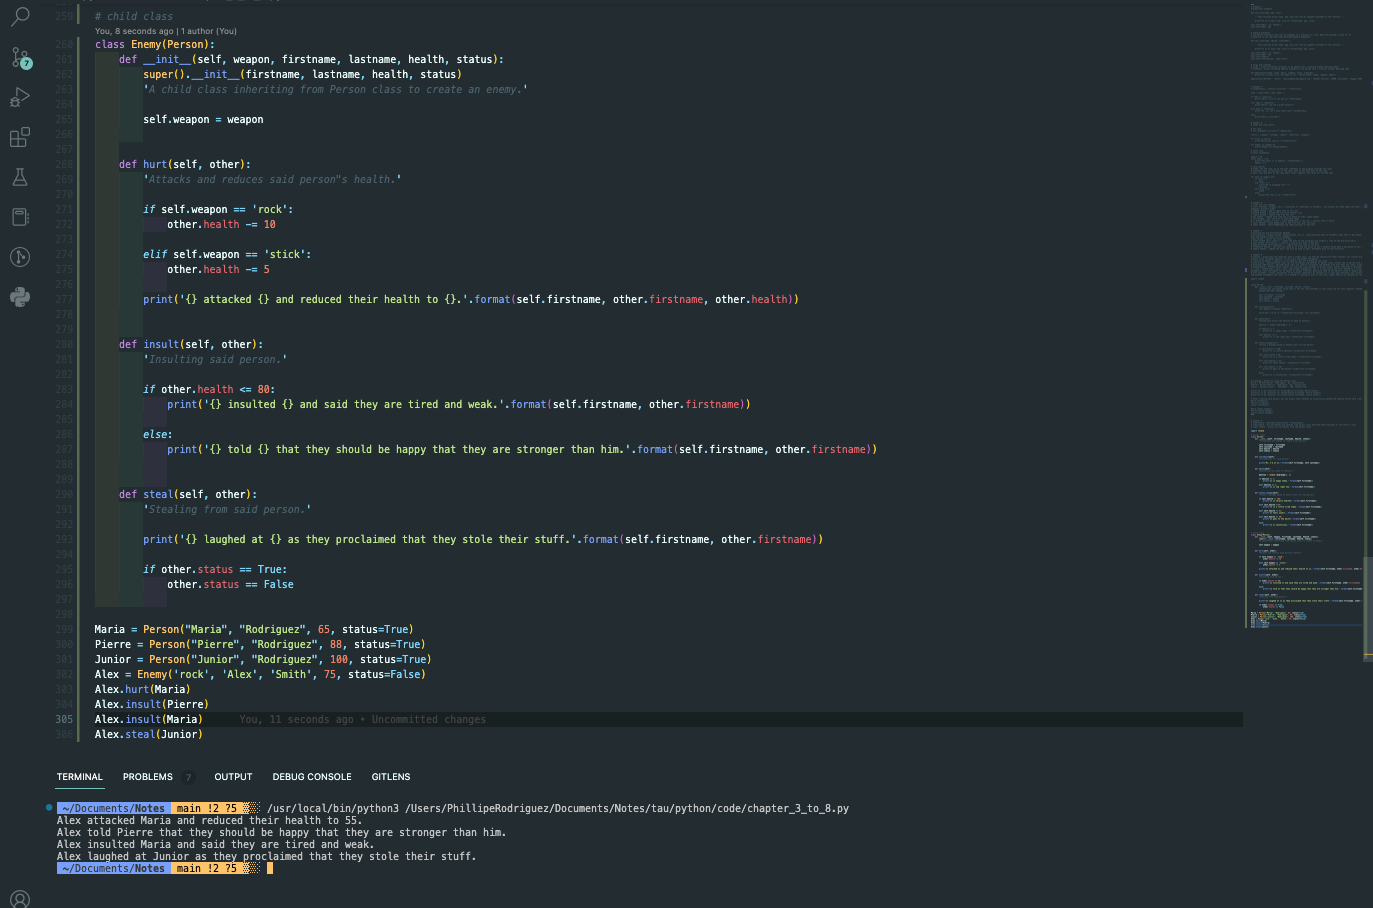 259 # child class
You, 8 seconds ago | 1 author (You)
260 class Enemy(Person):
261 def __init__(self, weapon, firstname, lastname, health, status):
262 super().__init__(firstname, lastname, health, status)
263 'A child class inheriting from Person class to create an enemy.'
264
265 self.weapon = weapon
266
267
268 def hurt(self, other):
269 'Attacks and reduces said person"s health.'
270
271 if self.weapon == 'rock':
272 other.health -= 10
273
274 elif self.weapon == 'stick':
275 other.health -= 5
276
277 print('{} attacked {} and reduced their health to {}.'.format(self.firstname, other.firstname, other.health))
278
279
280 def insult(self, other):
281 'Insulting said person.'
282
283 if other.health <= 80:
284 print('{} insulted {} and said they are tired and weak.'.format(self.firstname, other.firstname))
285
286 else:
287 print('{} told {} that they should be happy that they are stronger than him.'.format(self.firstname, other.firstname))
288
289
290 def steal(self, other):
291 'Stealing from said person.'
292
293 print('{} laughed at {} as they proclaimed that they stole their stuff.'.format(self.firstname, other.firstname))
294
295 if other.status == True:
296 other.status == False
297
298
299 Maria = Person("Maria", "Rodriguez", 65, status=True)
300 Pierre = Person("Pierre", "Rodriguez", 88, status=True)
301 Junior = Person("Junior", "Rodriguez", 100, status=True)
302 Alex = Enemy('rock', 'Alex', 'Smith', 75, status=False)
303 Alex.hurt(Maria)
304 Alex.insult(Pierre)
305 Alex.insult(Maria) You, 11 seconds ago • Uncommitted changes
306 Alex.steal(Junior)
7
TERMINAL PROBLEMS 7 OUTPUT DEBUG CONSOLE GITLENS
~/Documents/Notes main !2 ?5 /usr/local/bin/python3 /Users/PhillipeRodriguez/Documents/Notes/tau/python/code/chapter_3_to_8.py
Alex attacked Maria and reduced their health to 55.
Alex told Pierre that they should be happy that they are stronger than him.
Alex insulted Maria and said they are tired and weak.
Alex laughed at Junior as they proclaimed that they stole their stuff.
~/Documents/Notes main !2 ?5